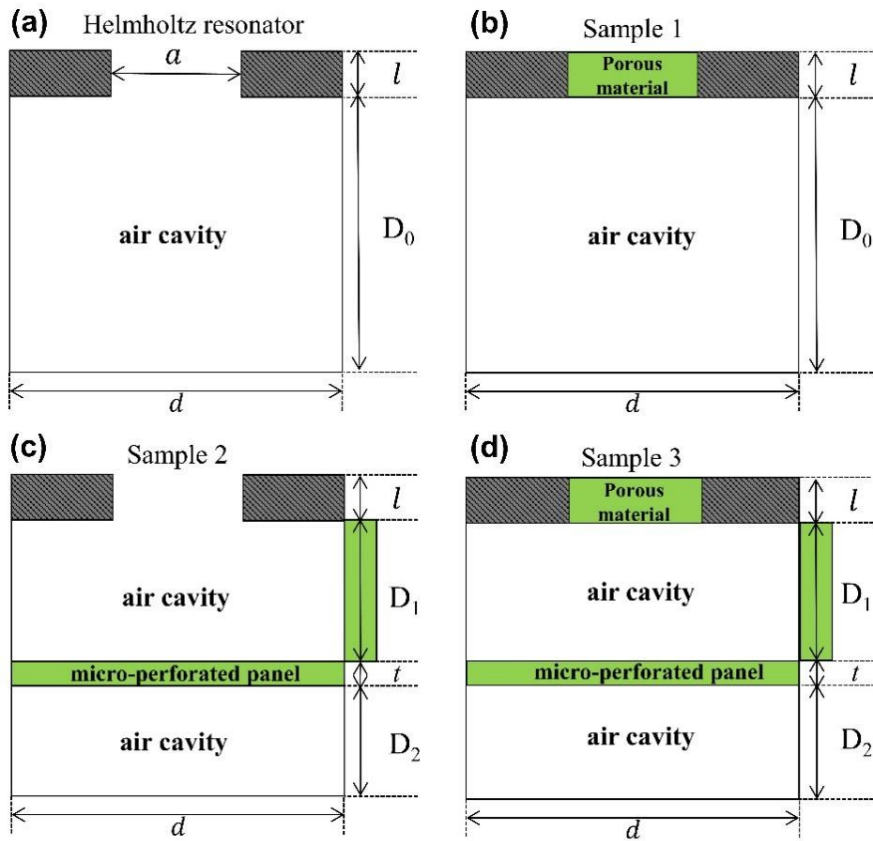 (a) Helmholtz resonator
a
l
air cavity
D₀
d
(b) Sample 1
Porous
material
l
air cavity
D₀
d
(c) Sample 2
l
air cavity
D₁
micro-perforated panel
t
air cavity
D₂
d
(d) Sample 3
Porous
material
l
air cavity
D₁
micro-perforated panel
t
air cavity
D₂
d